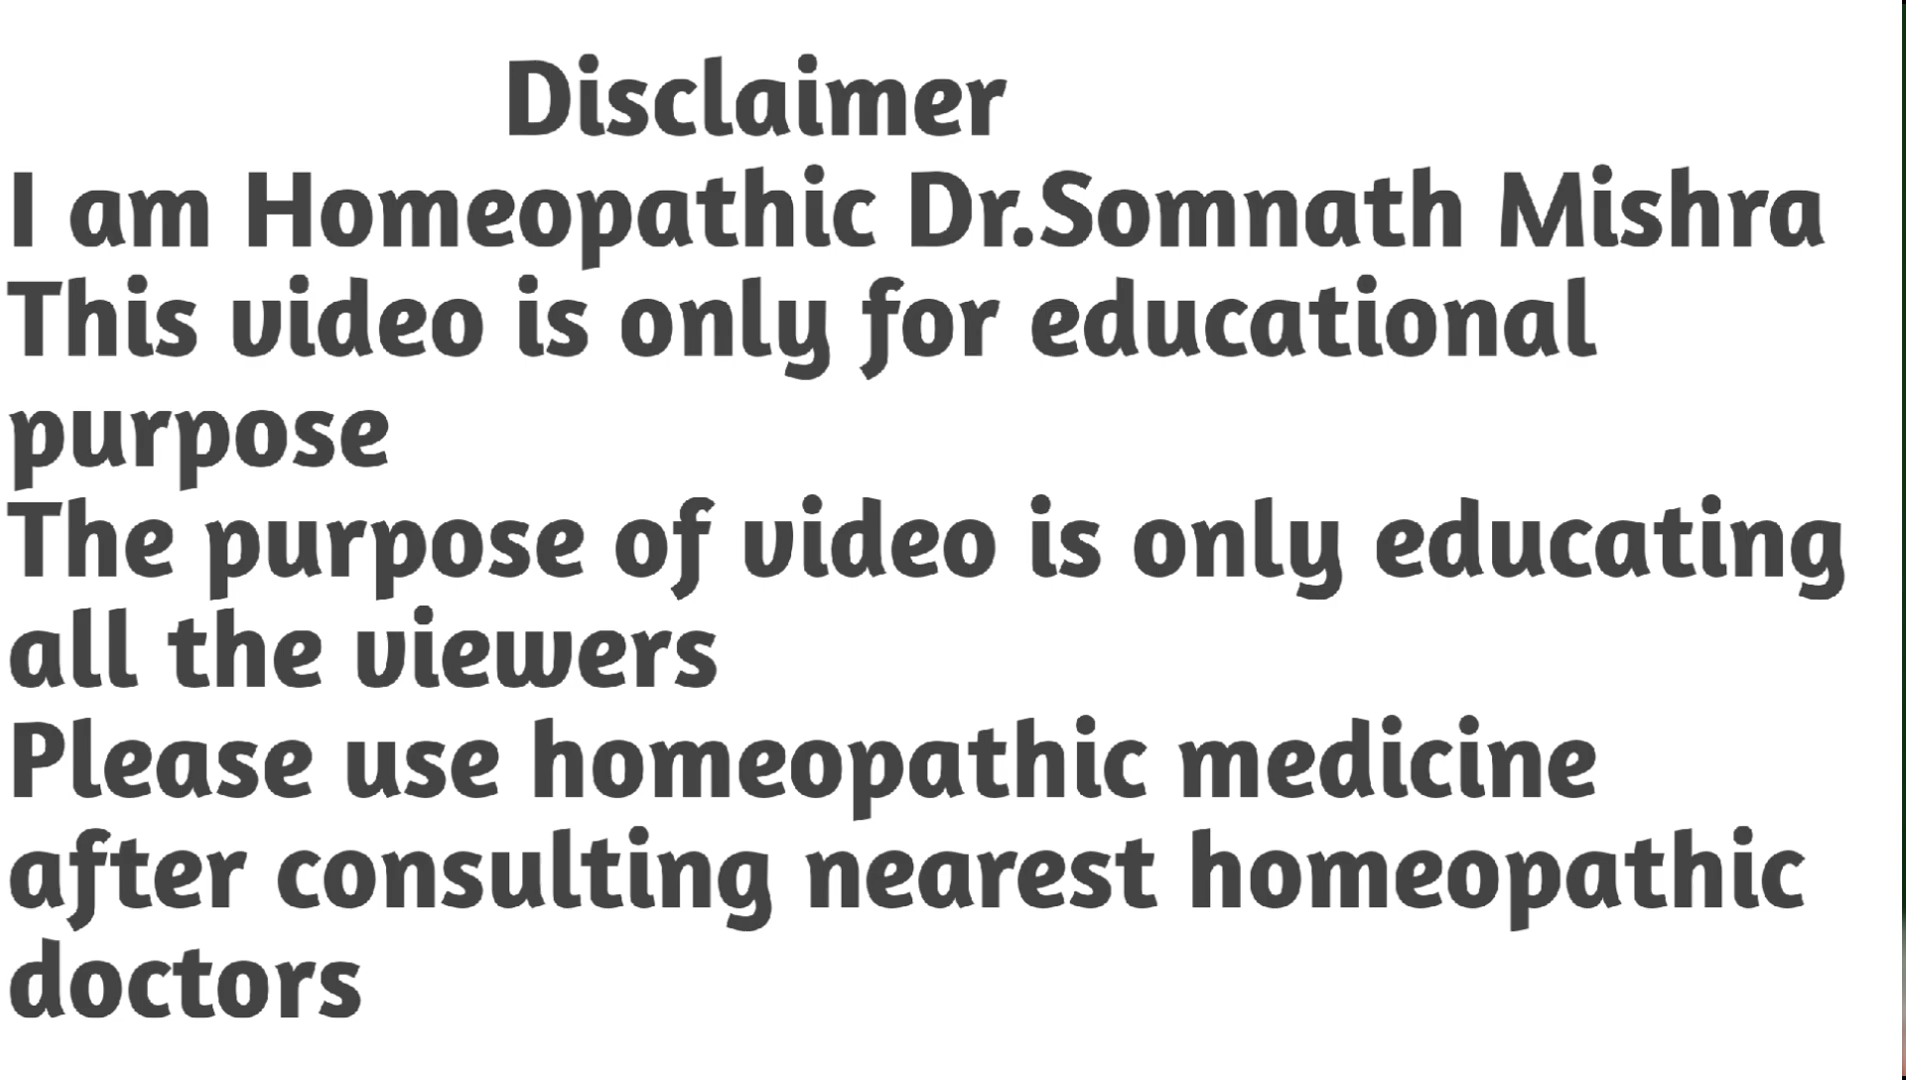 Disclaimer
I am Homeopathic Dr.Somnath Mishra
This video is only for educational
purpose
The purpose of video is only educating
all the viewers
Please use homeopathic medicine
after consulting nearest homeopathic
doctors